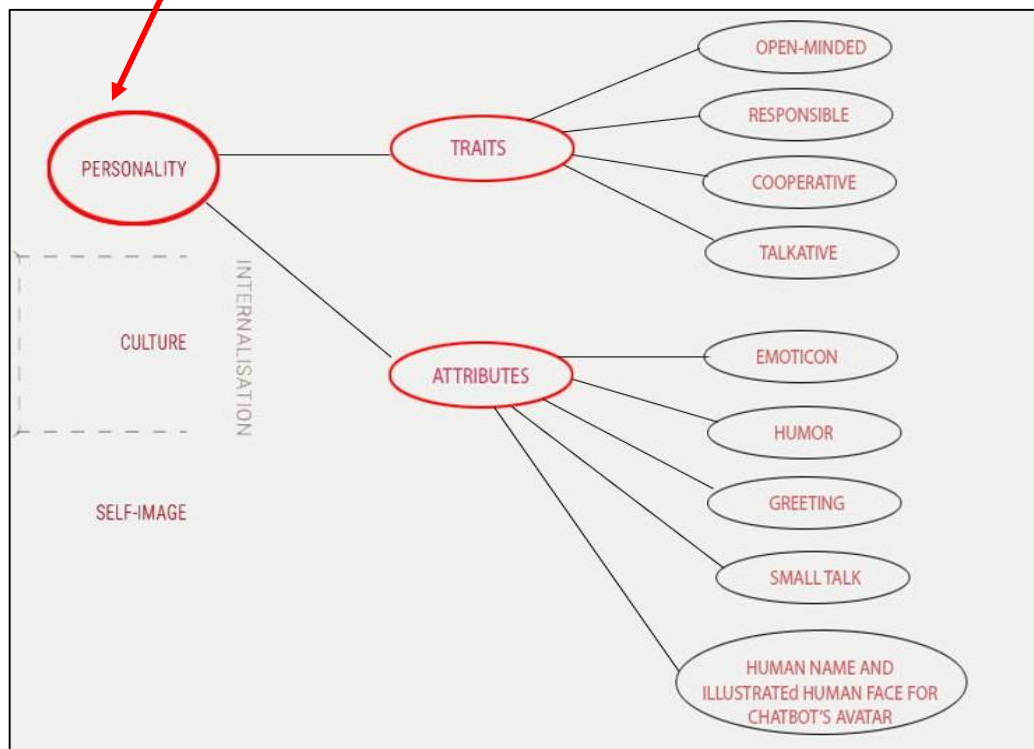 PERSONALITY
CULTURE
SELF-IMAGE
INTERNALISATION
TRAITS
OPEN-MINDED
RESPONSIBLE
COOPERATIVE
TALKATIVE
ATTRIBUTES
EMOTICON
HUMOR
GREETING
SMALL TALK
HUMAN NAME AND
ILLUSTRATEd HUMAN FACE FOR
CHATBOT'S AVATAR